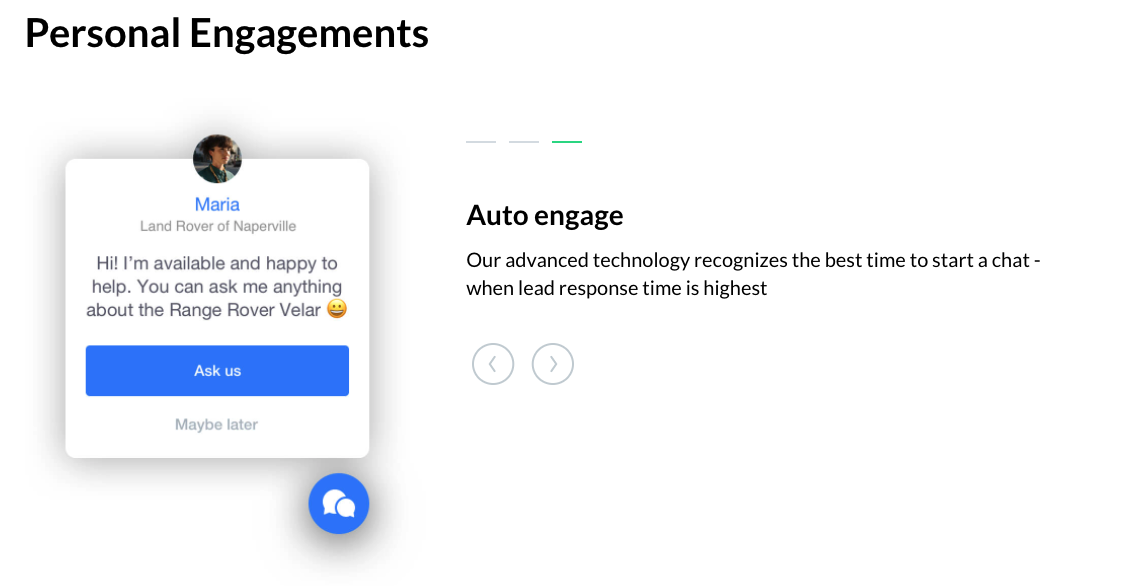 Personal Engagements
Maria
Land Rover of Naperville
Hi! I'm available and happy to
help. You can ask me anything
about the Range Rover Velar 😀
Ask us
Maybe later
Auto engage
Our advanced technology recognizes the best time to start a chat -
when lead response time is highest